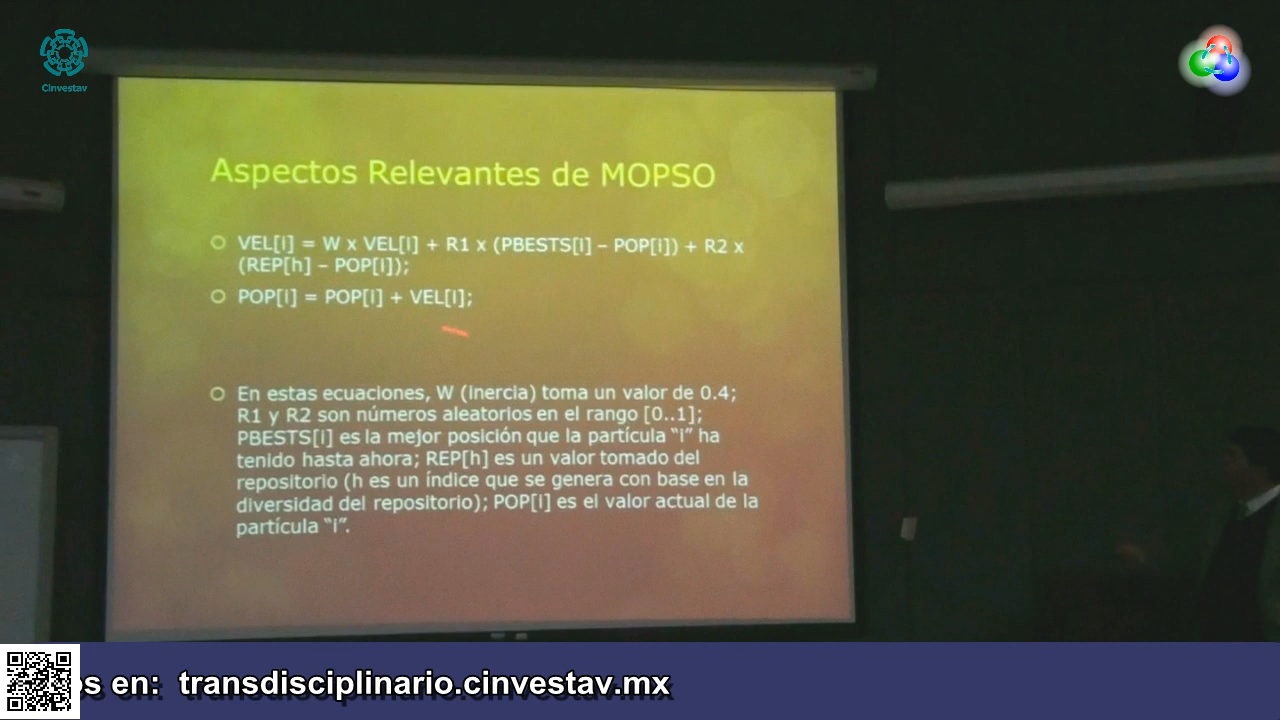 Cinvestav
Aspectos Relevantes de MOPSO
VEL[i] = W x VEL[i] + R1 x (PBESTS[i] – POP[i]) + R2 x
(REP[h] – POP[i]);
POP[i] = POP[i] + VEL[i];
En estas ecuaciones, W (inercia) toma un valor de 0.4;
R1 y R2 son números aleatorios en el rango [0..1];
PBESTS[i] es la mejor posición que la partícula “i” ha
tenido hasta ahora; REP[h] es un valor tomado del
repositorio (h es un índice que se genera con base en la
diversidad del repositorio); POP[i] es el valor actual de la
partícula “i”.
os en: transdisciplinario.cinvestav.mx